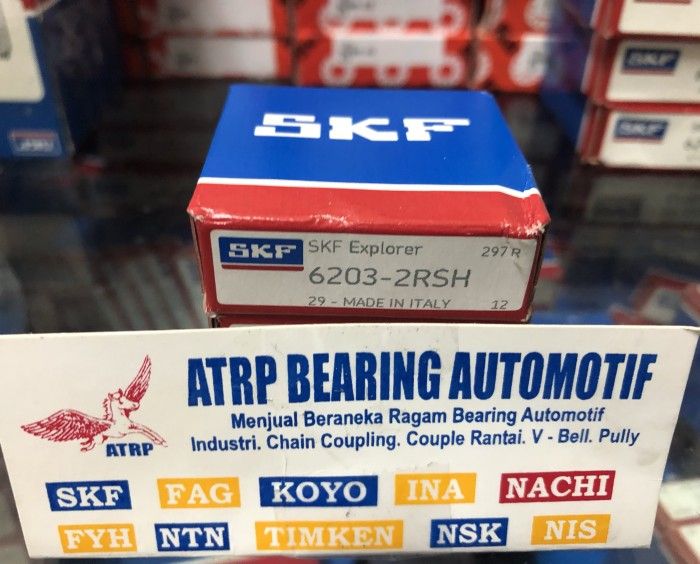 SKF
SKF
SKF
SKF
SKF Explorer
297 R
6203-2RSH
29 - MADE IN ITALY
12
ATRP BEARING AUTOMOTIF
Menjual Beraneka Ragam Bearing Automotif
Industri. Chain Coupling. Couple Rantai. V - Bell. Pully
ATRP
SKF FAG KOYO INA NACHI
FYH NTN TIMKEN NSK NIS